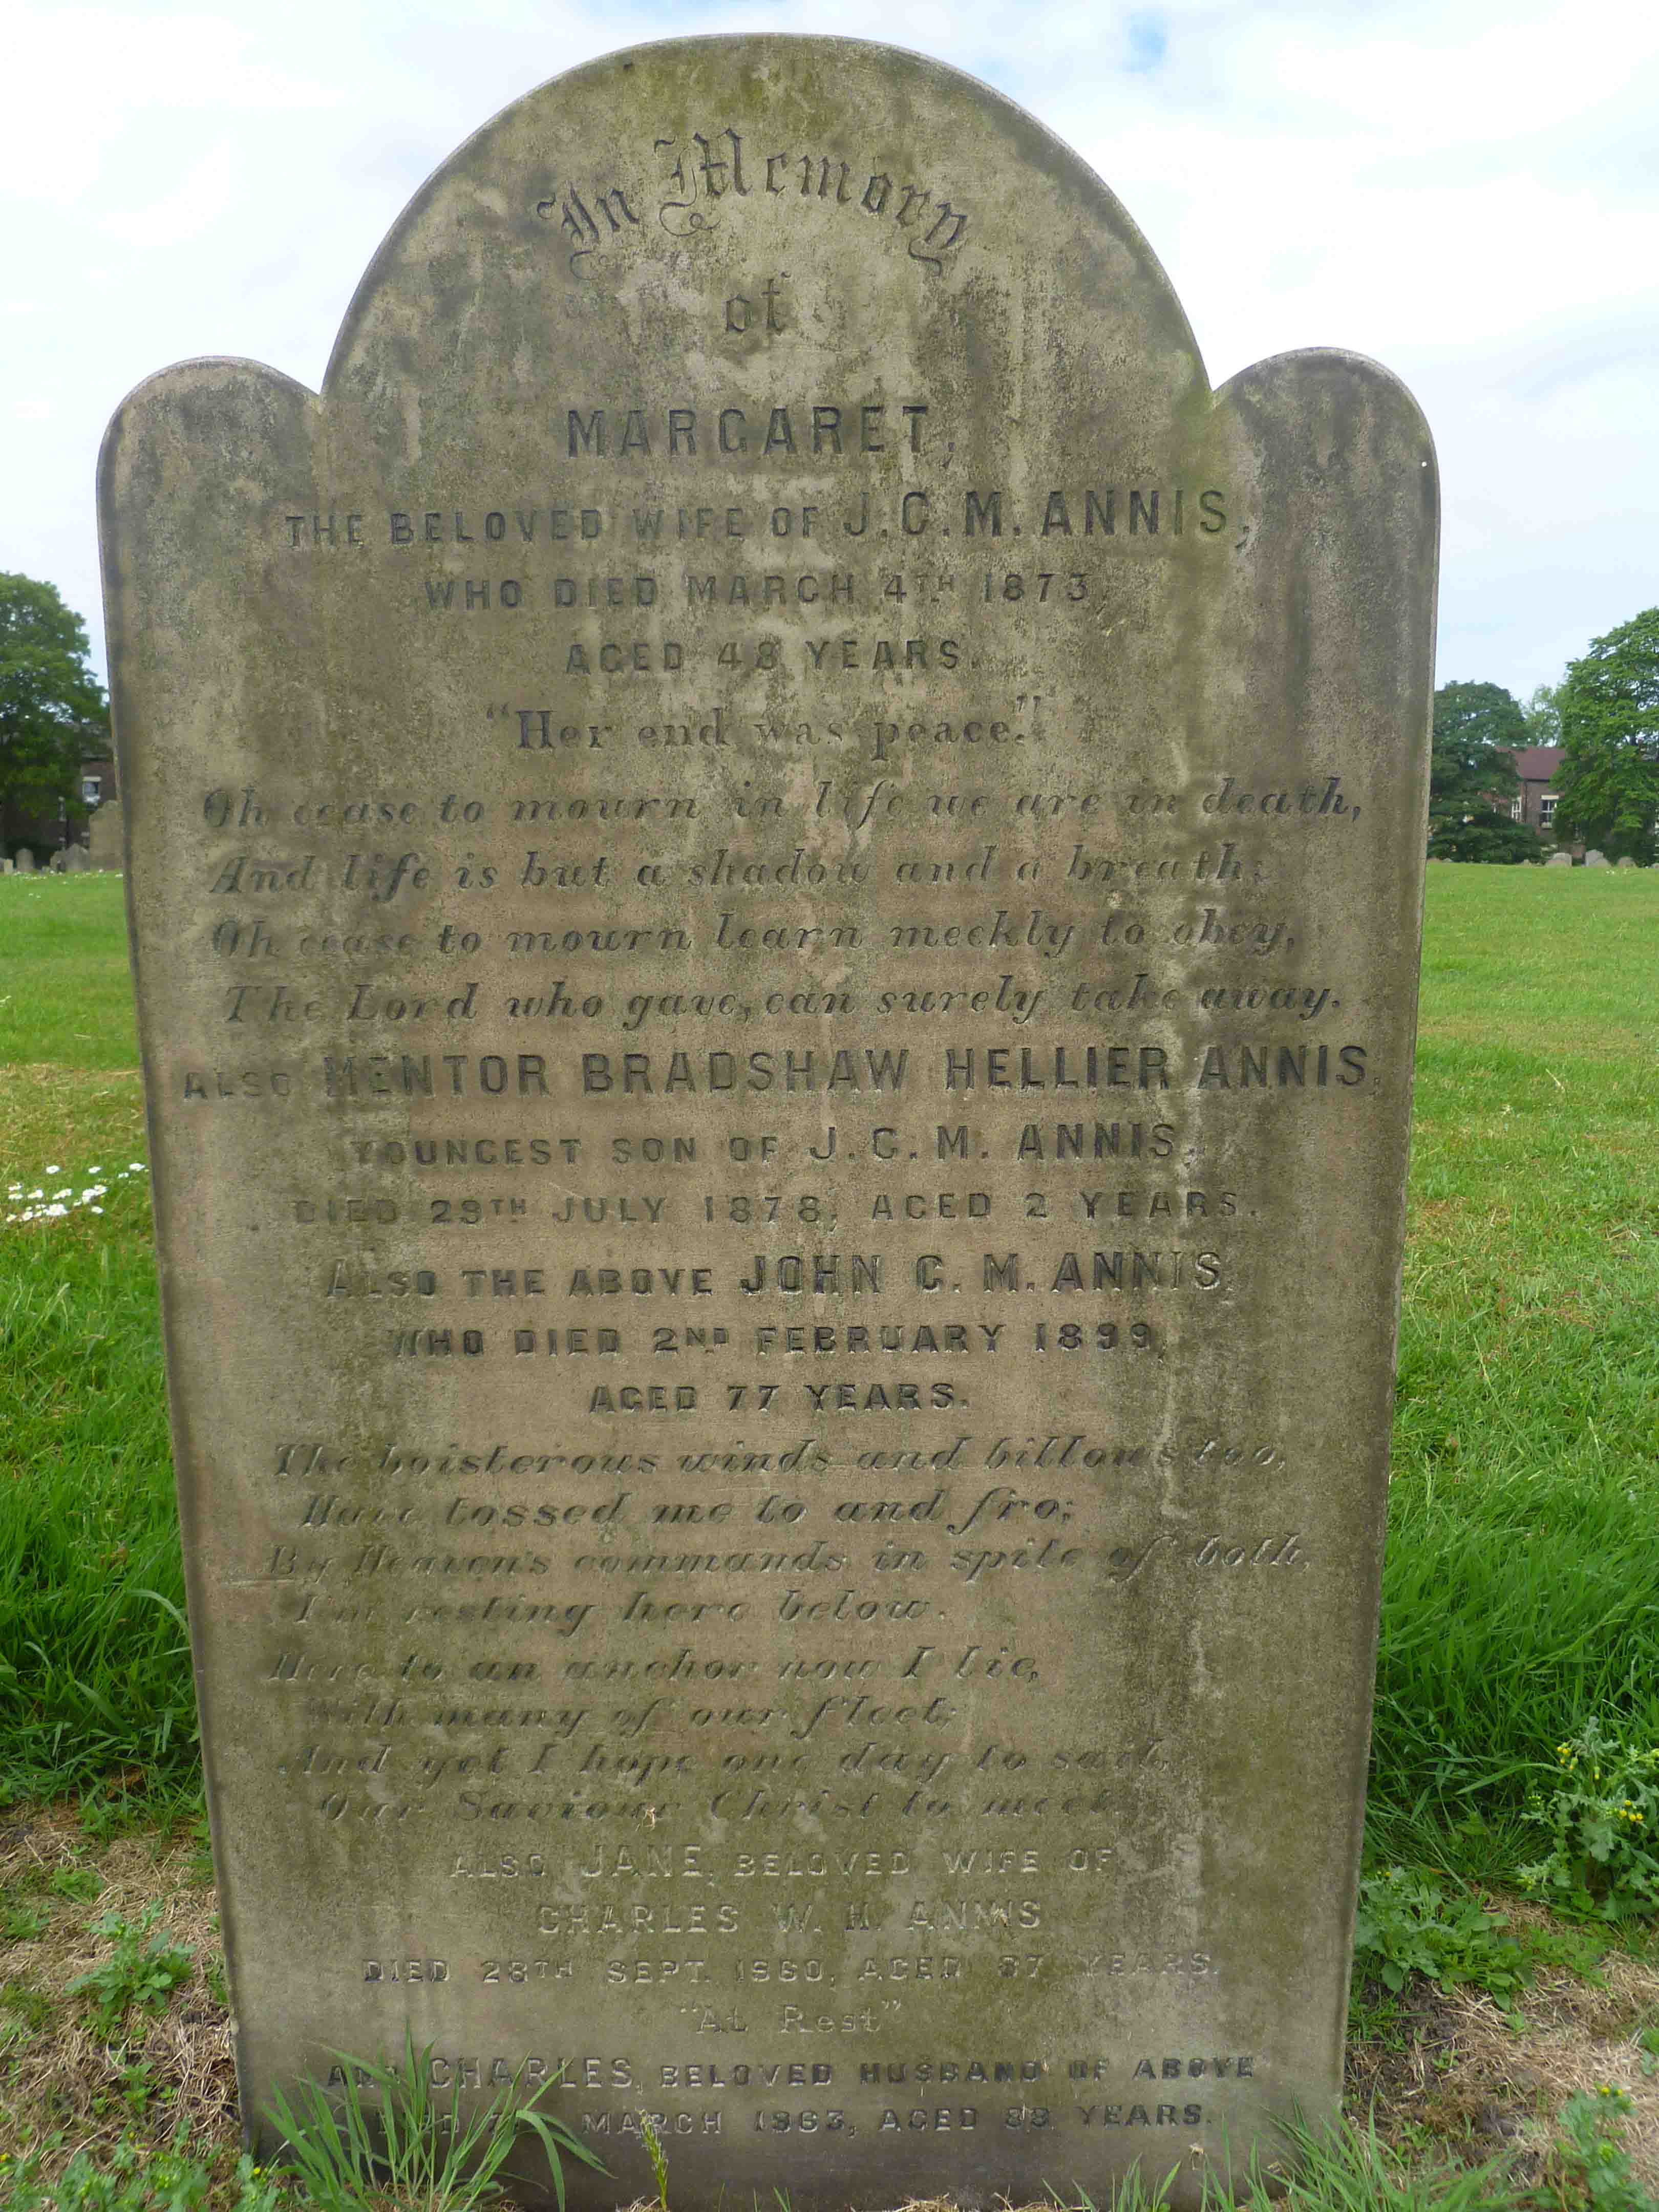 In Memory
of
MARGARET,
THE BELOVED WIFE OF J.C.M. ANNIS,
WHO DIED MARCH 4TH 1873,
AGED 48 YEARS.
"Her end was peace."
Oh cease to mourn in life we are in death,
And life is but a shadow and a breath;
Oh cease to mourn learn meekly to obey,
The Lord who gave, can surely take away.
ALSO MENTOR BRADSHAW HELLIER ANNIS,
YOUNGEST SON OF J.C.M. ANNIS,
DIED 29TH JULY 1878, AGED 2 YEARS.
ALSO THE ABOVE JOHN C. M. ANNIS,
WHO DIED 2ND FEBRUARY 1899,
AGED 77 YEARS.
The boisterous winds and billows too,
Have tossed me to and fro;
By Heaven's commands in spite of both,
I'm resting here below.
Here to an anchor now I lie,
With many of our fleet;
And yet I hope one day to sail,
Our Saviour Christ to meet.
ALSO JANE, BELOVED WIFE OF
CHARLES W. H. ANNIS
DIED 28TH SEPT. 1960, AGED 87 YEARS.
"At Rest"
AND CHARLES, BELOVED HUSBAND OF ABOVE
DIED MARCH 1963, AGED 89 YEARS.